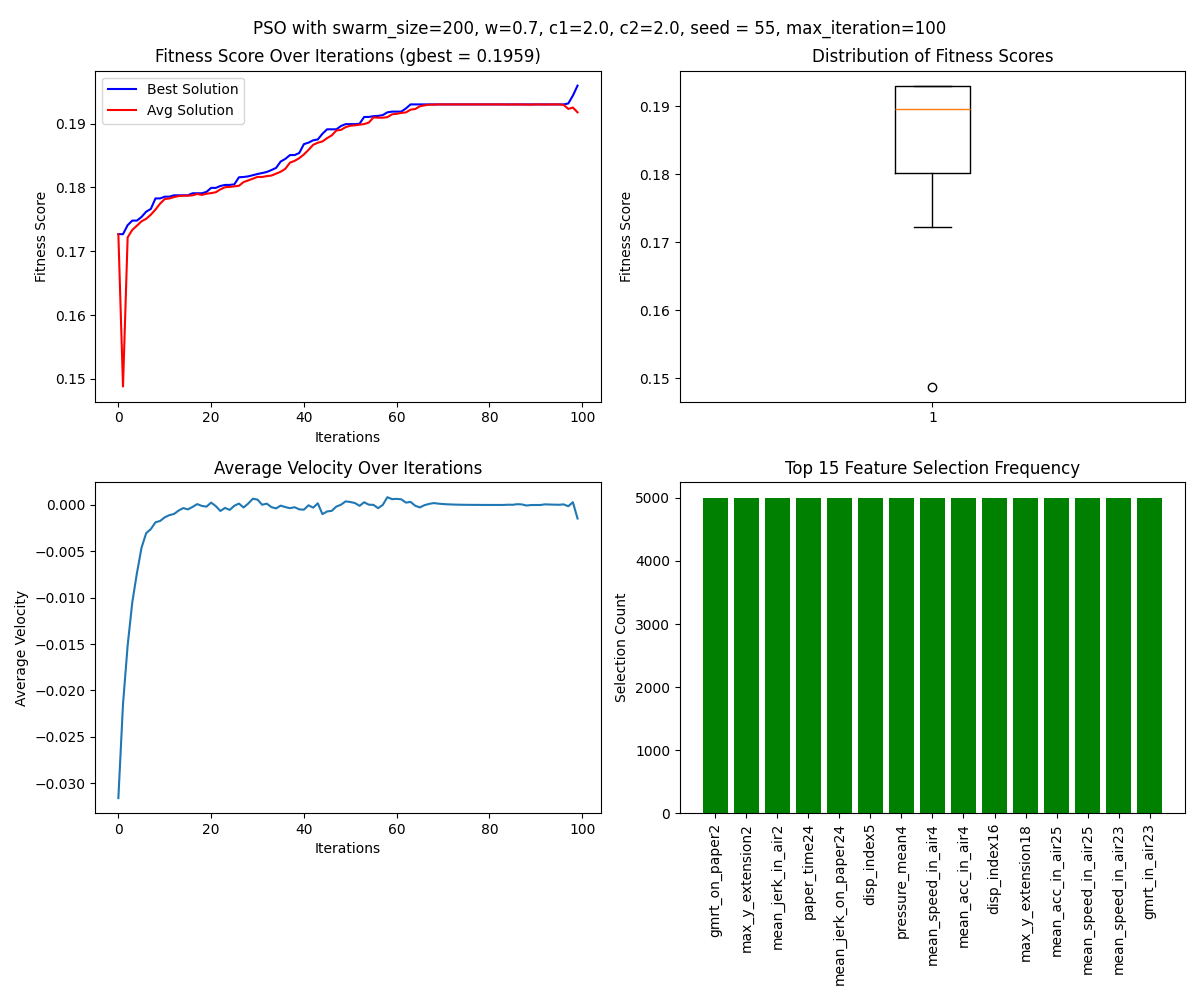 PSO with swarm_size=200, w=0.7, c1=2.0, c2=2.0, seed = 55, max_iteration=100
Fitness Score Over Iterations (gbest = 0.1959)
Best Solution
Avg Solution
Fitness Score
0.19
0.18
0.17
0.16
0.15
0
20
40
60
80
100
Iterations
Distribution of Fitness Scores
Fitness Score
0.19
0.18
0.17
0.16
0.15
1
Average Velocity Over Iterations
Average Velocity
0.000
−0.005
−0.010
−0.015
−0.020
−0.025
−0.030
0
20
40
60
80
100
Iterations
Top 15 Feature Selection Frequency
Selection Count
5000
4000
3000
2000
1000
0
gmrt_on_paper2
max_y_extension2
mean_jerk_in_air2
paper_time24
mean_jerk_on_paper24
disp_index5
pressure_mean4
mean_speed_in_air4
mean_acc_in_air4
disp_index16
max_y_extension18
mean_acc_in_air25
mean_speed_in_air25
mean_speed_in_air23
gmrt_in_air23